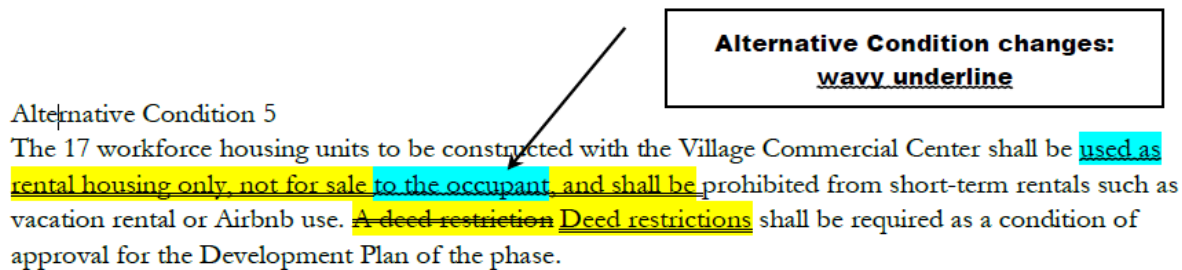 Alternative Condition changes:
wavy underline
Alternative Condition 5
The 17 workforce housing units to be constructed with the Village Commercial Center shall be used as
rental housing only, not for sale to the occupant, and shall be prohibited from short-term rentals such as
vacation rental or Airbnb use. A deed restriction Deed restrictions shall be required as a condition of
approval for the Development Plan of the phase.